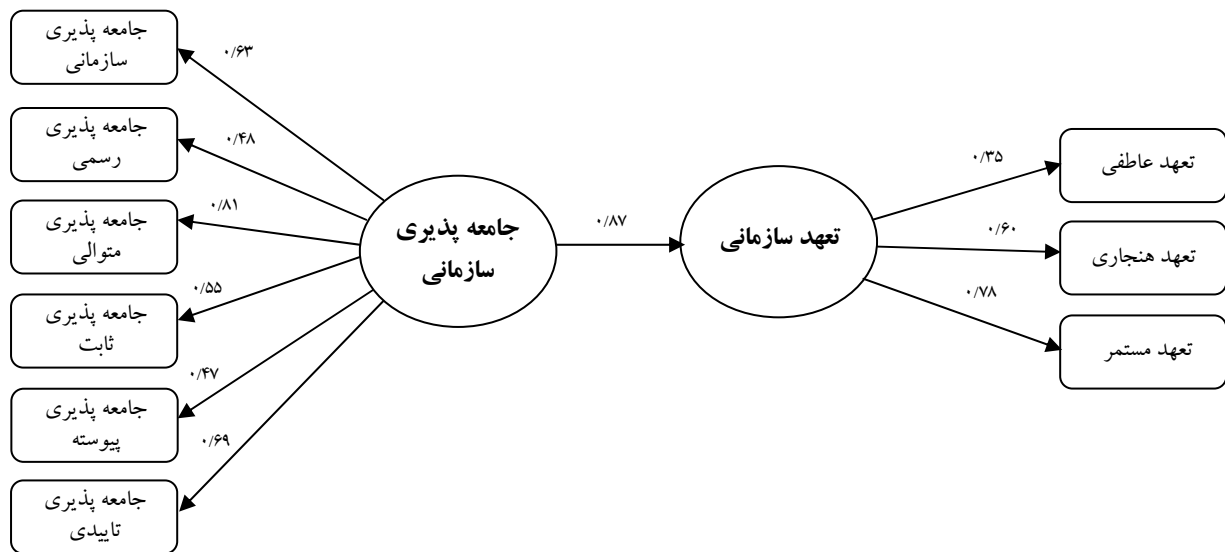 جامعه پذیری
سازمانی
۰/۶۳
جامعه پذیری
رسمی
۰/۴۸
جامعه پذیری
متوالی
۰/۸۱
جامعه پذیری
ثابت
۰/۵۵
جامعه پذیری
پیوسته
۰/۴۷
جامعه پذیری
تاییدی
۰/۶۹
جامعه پذیری
سازمانی
۰/۸۷
تعهد سازمانی
۰/۳۵
تعهد عاطفی
۰/۶۰
تعهد هنجاری
۰/۷۸
تعهد مستمر